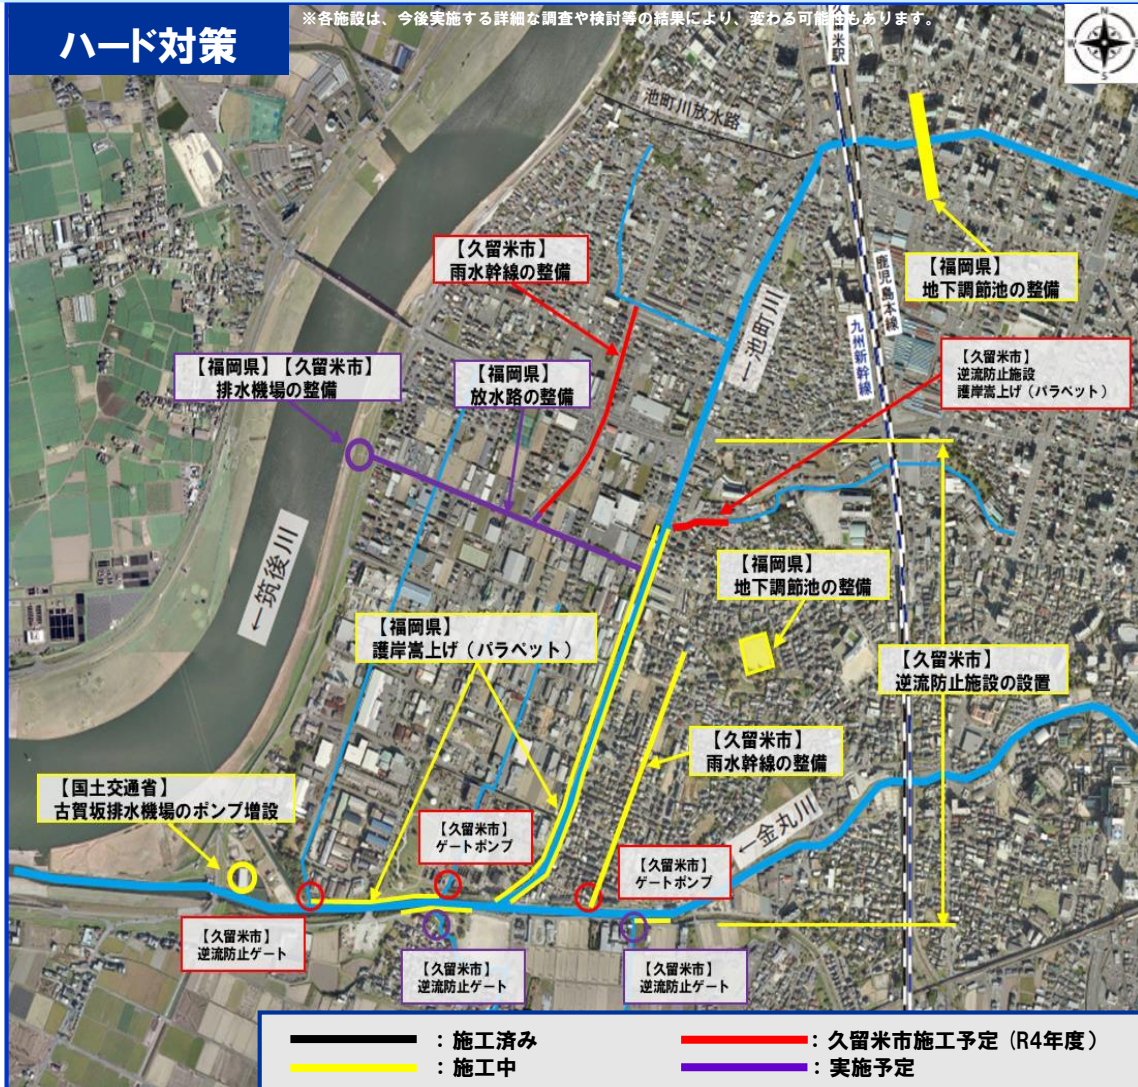 ※各施設は、今後実施する詳細な調査や検討等の結果により、変わる可能性もあります。
ハード対策
N
W
E
S
久留米駅
池町川放水路
【久留米市】
雨水幹線の整備
【福岡県】
地下調節池の整備
鹿児島本線
九州新幹線
←池町川
【福岡県】【久留米市】
排水機場の整備
【福岡県】
放水路の整備
【久留米市】
逆流防止施設
護岸嵩上げ（パラペット）
←筑後川
【福岡県】
地下調節池の整備
【福岡県】
護岸嵩上げ（パラペット）
【久留米市】
逆流防止施設の設置
【久留米市】
雨水幹線の整備
【国土交通省】
古賀坂排水機場のポンプ増設
←金丸川
【久留米市】
ゲートポンプ
【久留米市】
ゲートポンプ
【久留米市】
逆流防止ゲート
【久留米市】
逆流防止ゲート
【久留米市】
逆流防止ゲート
：施工済み
：久留米市施工予定（R4年度）
：施工中
：実施予定